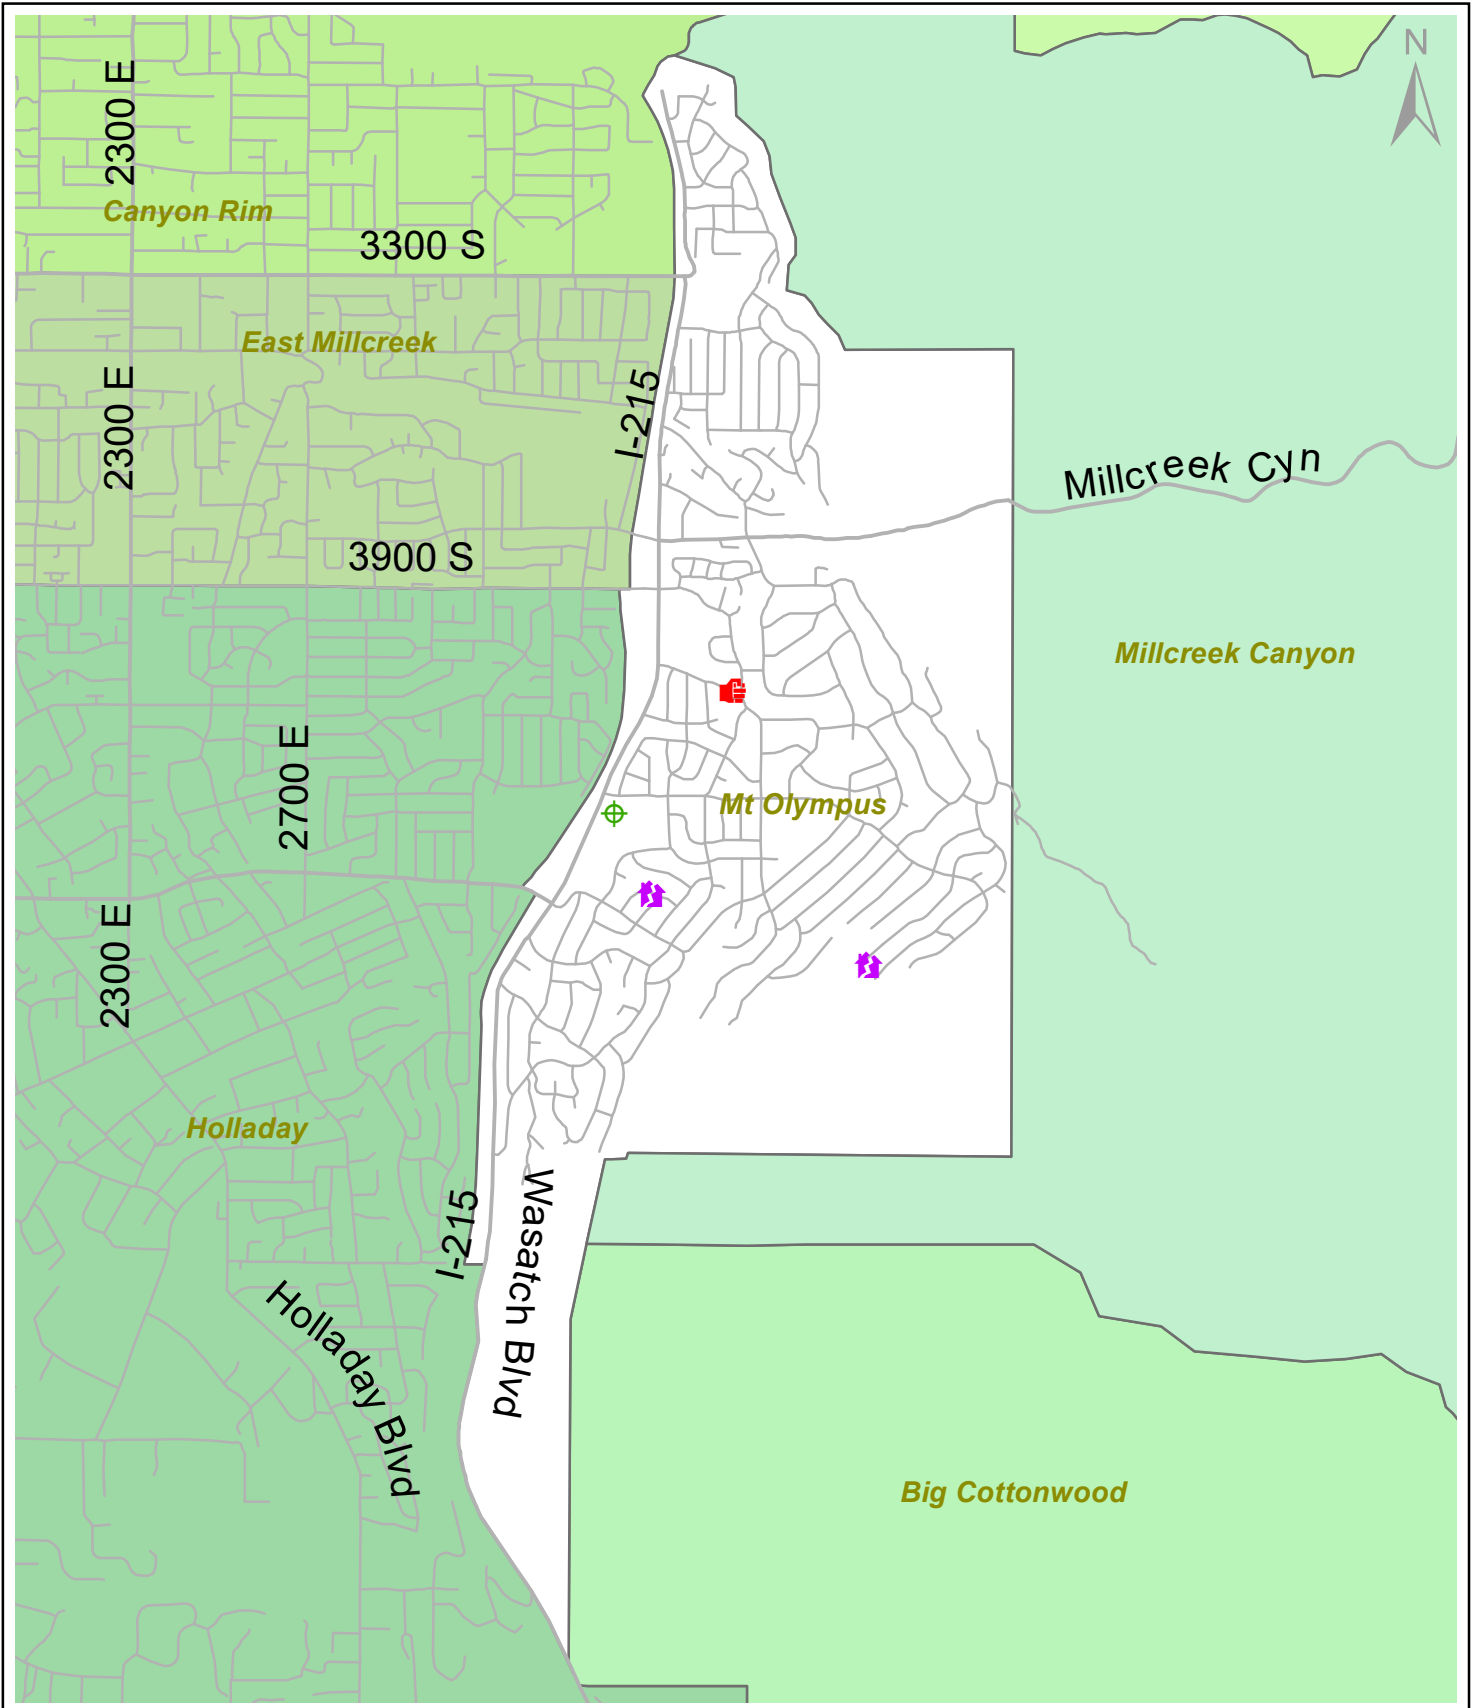 N
2300 E
Canyon Rim
3300 S
East Millcreek
2300 E
I-215
Millcreek Cyn
3900 S
Millcreek Canyon
2700 E
Mt Olympus
2300 E
Holladay
I-215
Wasatch Blvd
Holladay Blvd
Big Cottonwood